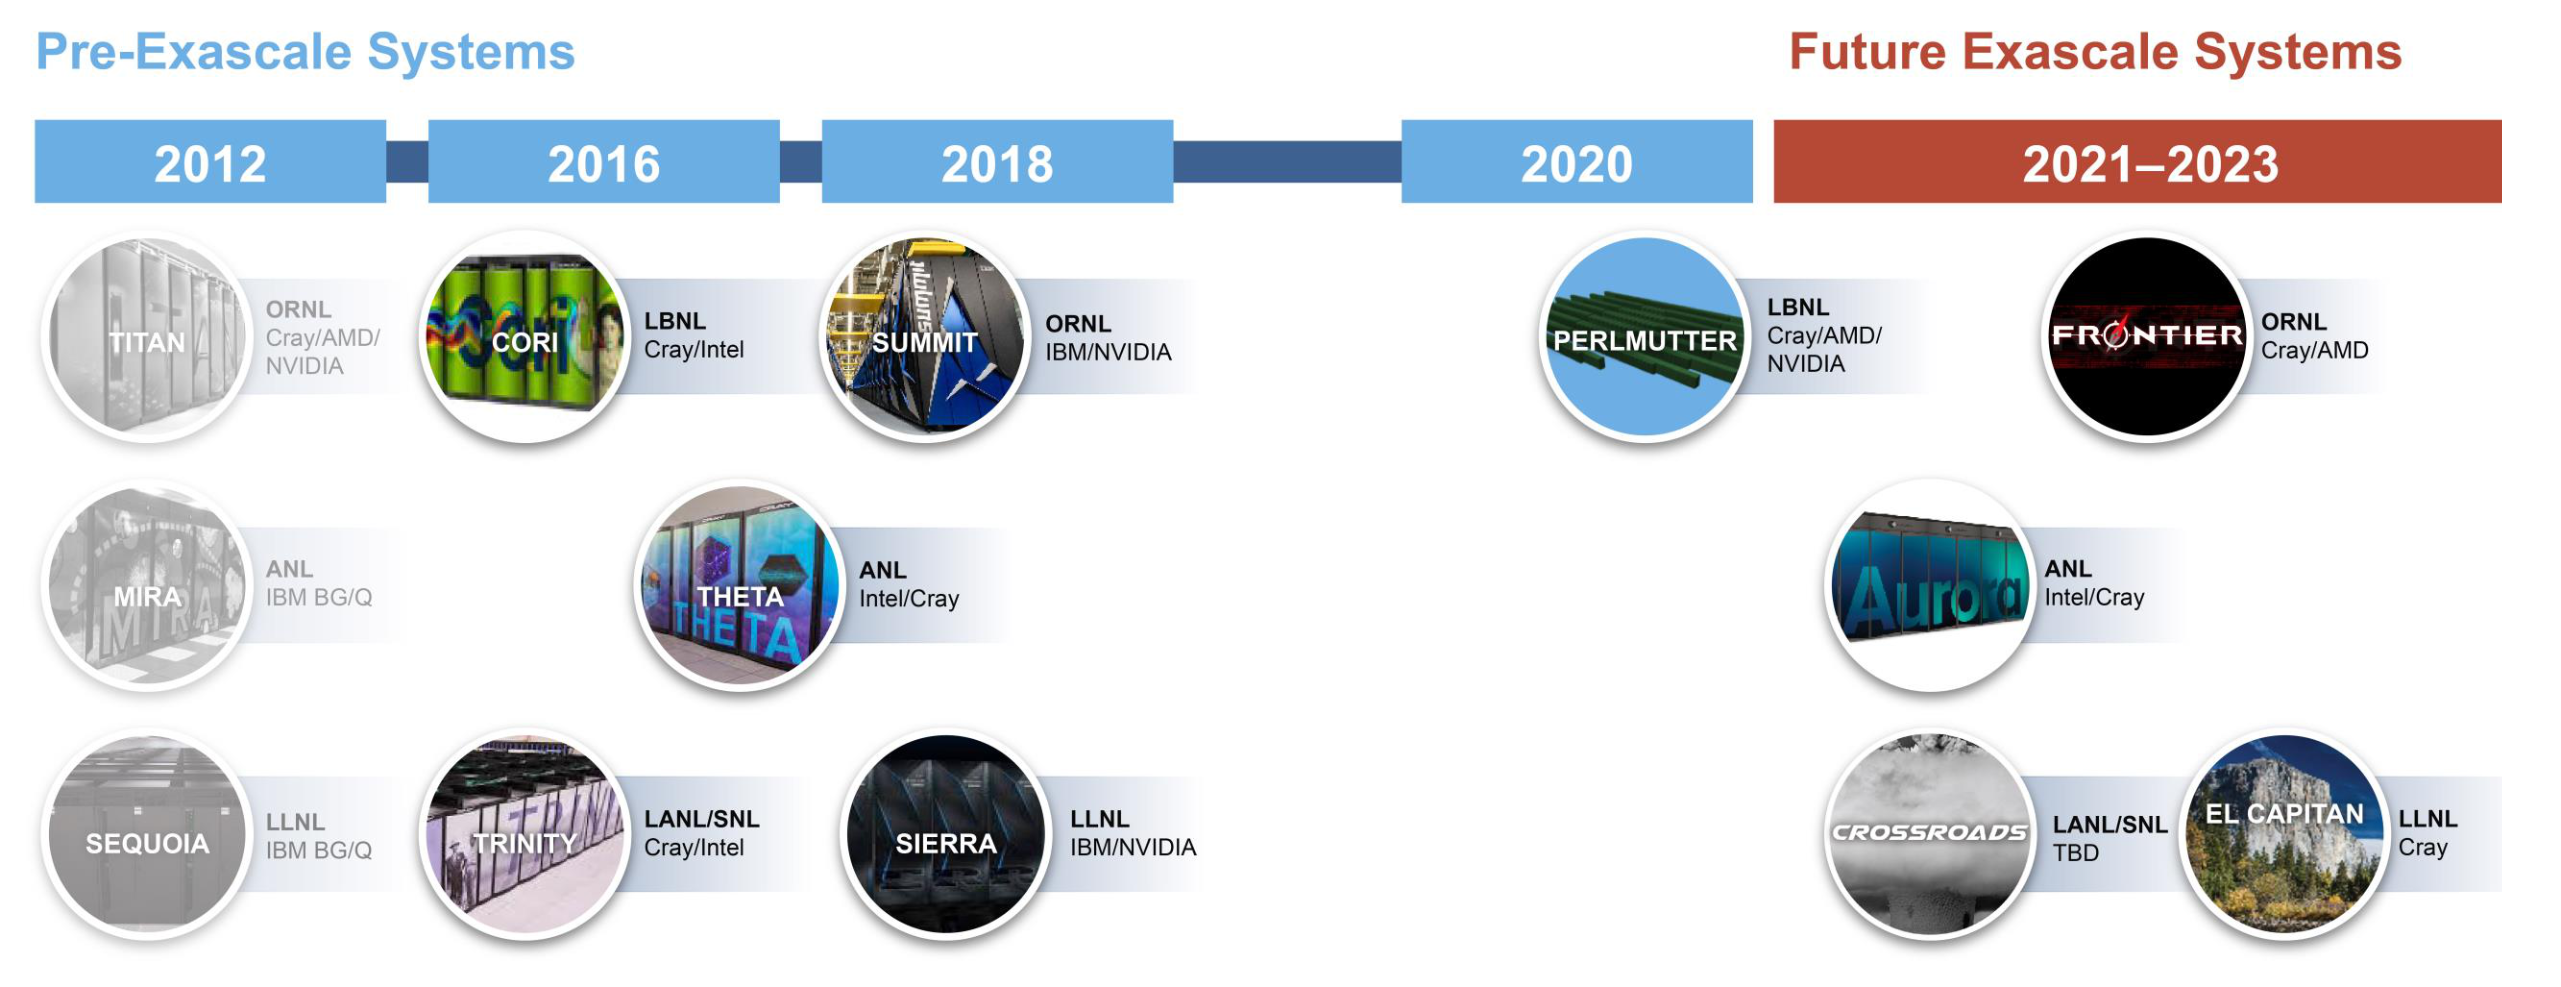 Pre-Exascale Systems
Future Exascale Systems
2012
2016
2018
2020
2021–2023
TITAN
ORNL
Cray/AMD/
NVIDIA
CORI
Cori
LBNL
Cray/Intel
SUMMIT
ORNL
IBM/NVIDIA
PERLMUTTER
LBNL
Cray/AMD/
NVIDIA
FRONTIER
ORNL
Cray/AMD
MIRA
MIRA
ANL
IBM BG/Q
THETA
THETA
ANL
Intel/Cray
Aurora
ANL
Intel/Cray
SEQUOIA
LLNL
IBM BG/Q
TRINITY
LANL/SNL
Cray/Intel
SIERRA
LLNL
IBM/NVIDIA
CROSSROADS
LANL/SNL
TBD
EL CAPITAN
LLNL
Cray